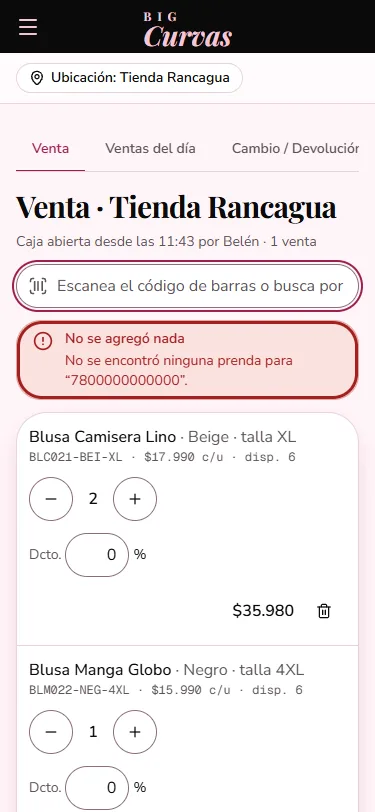 BIG
Curvas
Ubicación: Tienda Rancagua
Venta
Ventas del día
Cambio / Devolución
Venta · Tienda Rancagua
Caja abierta desde las 11:43 por Belén · 1 venta
Escanea el código de barras o busca por
No se agregó nada
No se encontró ninguna prenda para
“7800000000000”.
Blusa Camisera Lino · Beige · talla XL
BLC021-BEI-XL · $17.990 c/u · disp. 6
− 2 +
Dcto. 0 %
$35.980
Blusa Manga Globo · Negro · talla 4XL
BLM022-NEG-4XL · $15.990 c/u · disp. 6
− 1 +
Dcto. 0 %